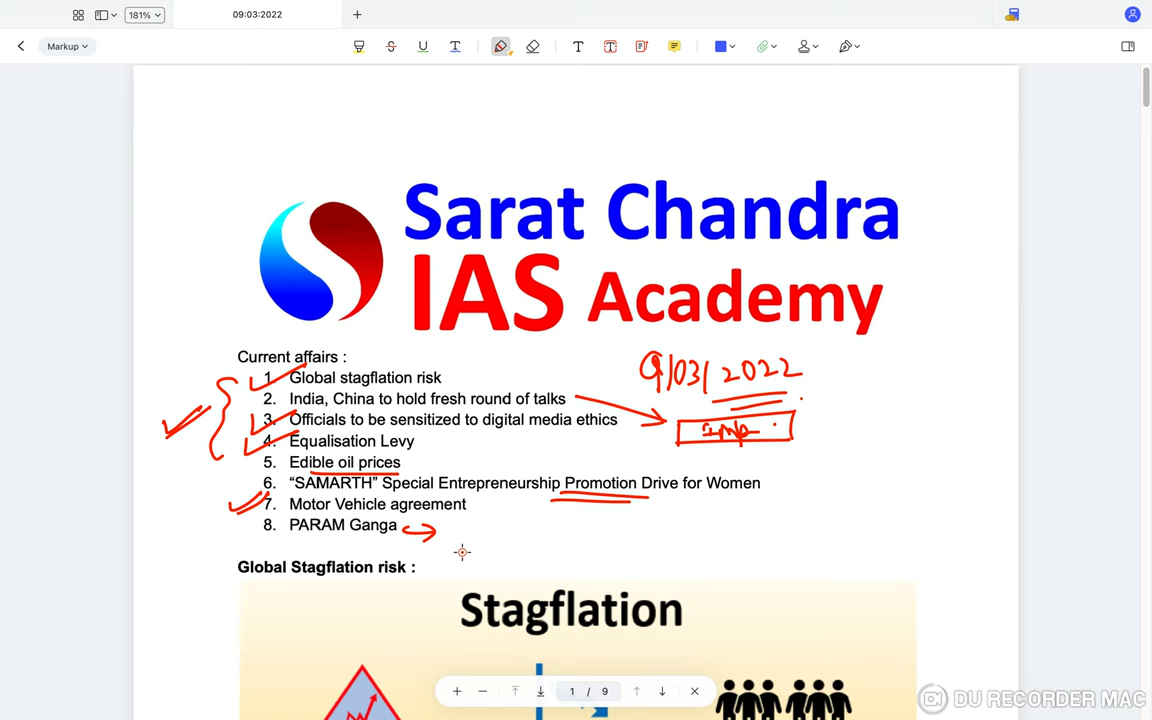 181%
09:03:2022
Markup
Sarat Chandra
IAS Academy
Current affairs :
9/03/2022
1. Global stagflation risk
2. India, China to hold fresh round of talks
3. Officials to be sensitized to digital media ethics
Imp
4. Equalisation Levy
5. Edible oil prices
6. “SAMARTH” Special Entrepreneurship Promotion Drive for Women
7. Motor Vehicle agreement
8. PARAM Ganga
Global Stagflation risk :
Stagflation
1 / 9
DU RECORDER MAC